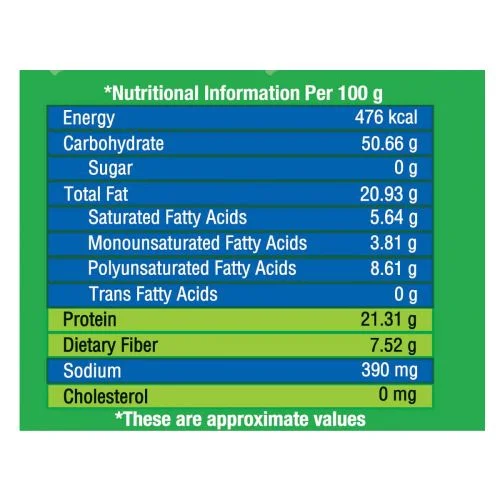 *Nutritional Information Per 100 g
Energy 476 kcal
Carbohydrate 50.66 g
Sugar 0 g
Total Fat 20.93 g
Saturated Fatty Acids 5.64 g
Monounsaturated Fatty Acids 3.81 g
Polyunsaturated Fatty Acids 8.61 g
Trans Fatty Acids 0 g
Protein 21.31 g
Dietary Fiber 7.52 g
Sodium 390 mg
Cholesterol 0 mg
*These are approximate values